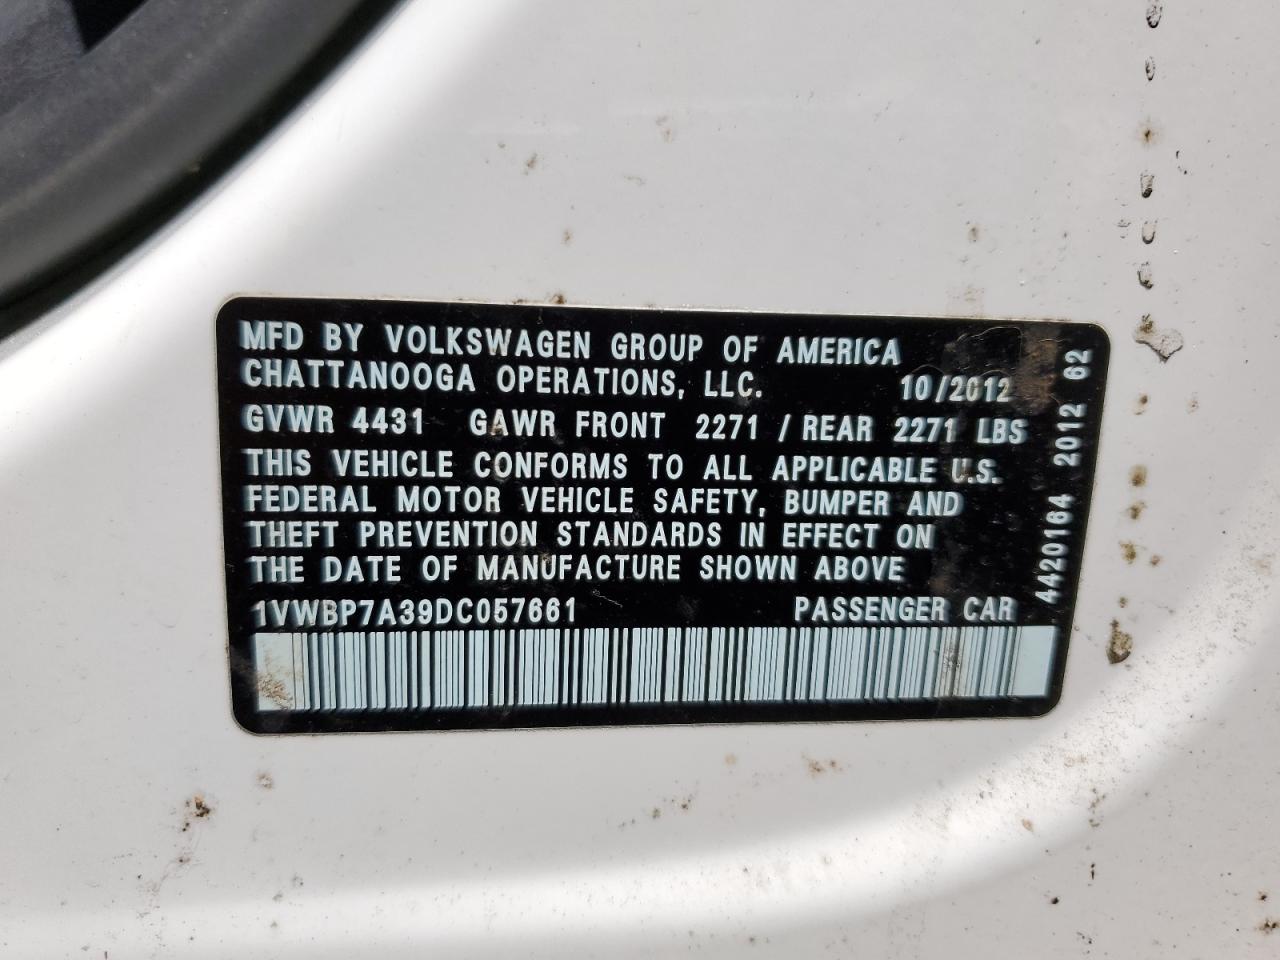 MFD BY VOLKSWAGEN GROUP OF AMERICA
CHATTANOOGA OPERATIONS, LLC. 10/2012
GVWR 4431 GAWR FRONT 2271 / REAR 2271 LBS
THIS VEHICLE CONFORMS TO ALL APPLICABLE U.S.
FEDERAL MOTOR VEHICLE SAFETY, BUMPER AND
THEFT PREVENTION STANDARDS IN EFFECT ON
THE DATE OF MANUFACTURE SHOWN ABOVE
1VWBP7A39DC057661 PASSENGER CAR
4420164 2012 62